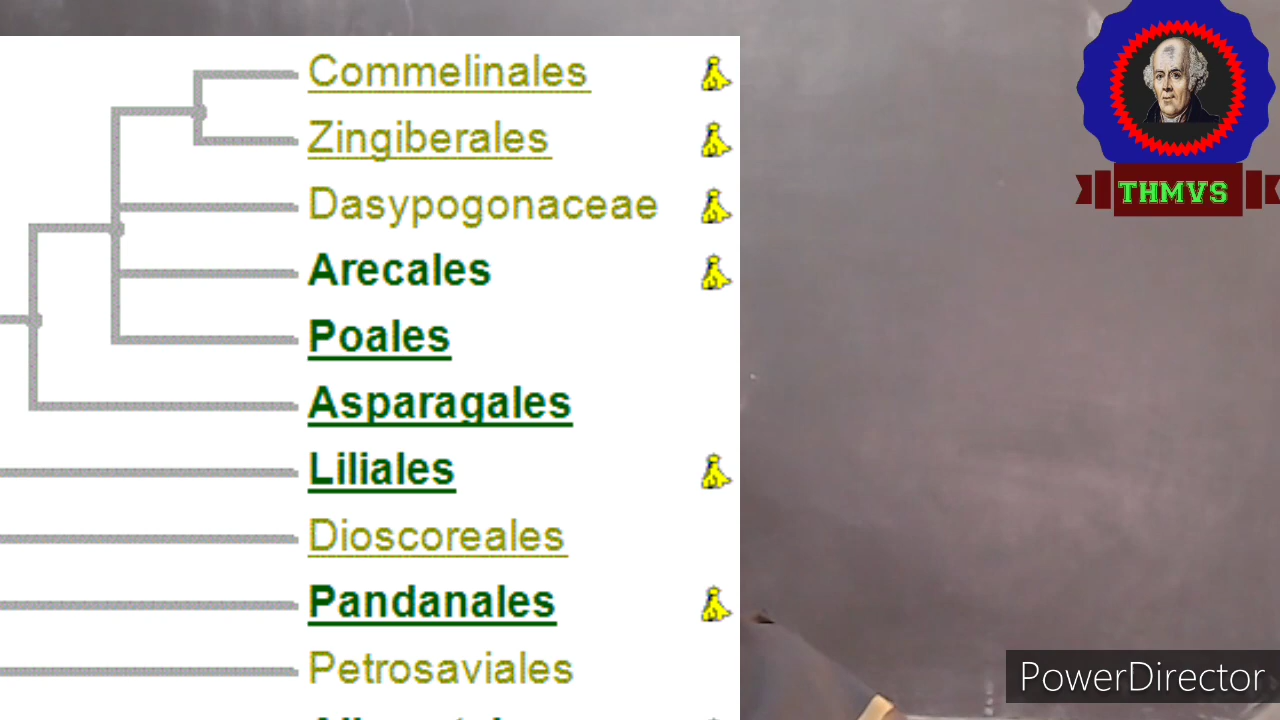 Commelinales
Zingiberales
Dasypogonaceae
Arecales
Poales
Asparagales
Liliales
Dioscoreales
Pandanales
Petrosaviales
THMVS
PowerDirector